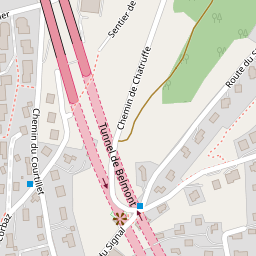 Sentier de
Chemin de Chatruffe
Route du S
Tunnel de Belmont
Chemin du Courtillet
Corbaz
du Signal